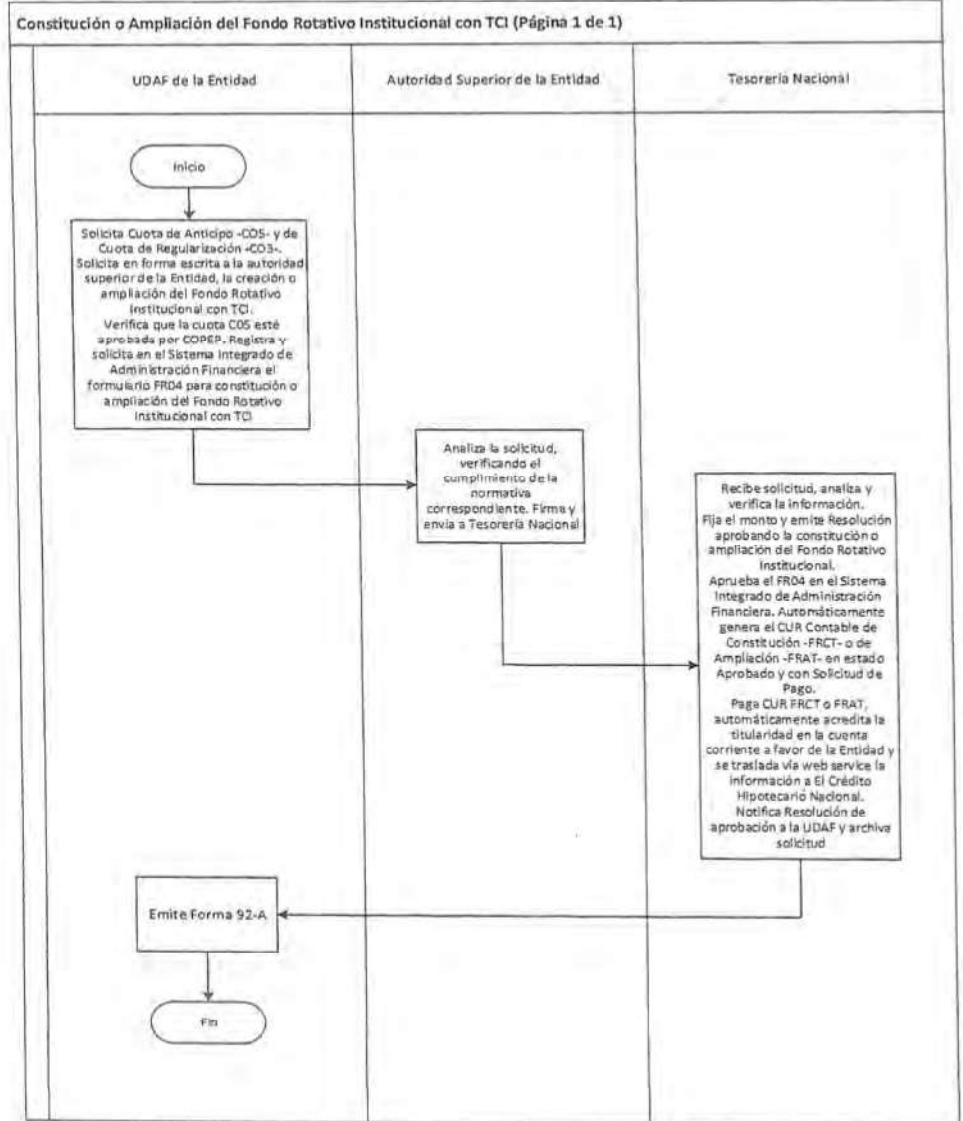 Constitución o Ampliación del Fondo Rotativo Institucional con TCI (Página 1 de 1)
UDAF de la Entidad
Autoridad Superior de la Entidad
Tesorería Nacional
Inicio
Solicita Cuota de Anticipo -CO5- y de
Cuota de Regularización -CO3-.
Solicita en forma escrita a la autoridad
superior de la Entidad, la creación o
ampliación del Fondo Rotativo
Institucional con TCI.
Verifica que la cuota C05 esté
aprobada por COPEP. Registra y
solicita en el Sistema Integrado de
Administración Financiera el
formulario FR04 para constitución o
ampliación del Fondo Rotativo
Institucional con TCI
Analiza la solicitud,
verificando el
cumplimiento de la
normativa
correspondiente. Firma y
envía a Tesorería Nacional
Recibe solicitud, analiza y
verifica la información.
Fija el monto y emite Resolución
aprobando la constitución o
ampliación del Fondo Rotativo
Institucional.
Aprueba el FR04 en el Sistema
Integrado de Administración
Financiera. Automáticamente
genera el CUR Contable de
Constitución -FRCT- o de
Ampliación -FRAT- en estado
Aprobado y con Solicitud de
Pago.
Paga CUR FRCT o FRAT,
automáticamente acredita la
titularidad en la cuenta
corriente a favor de la Entidad y
se traslada vía web service la
información a El Crédito
Hipotecario Nacional.
Notifica Resolución de
aprobación a la UDAF y archiva
solicitud
Emite Forma 92-A
Fin